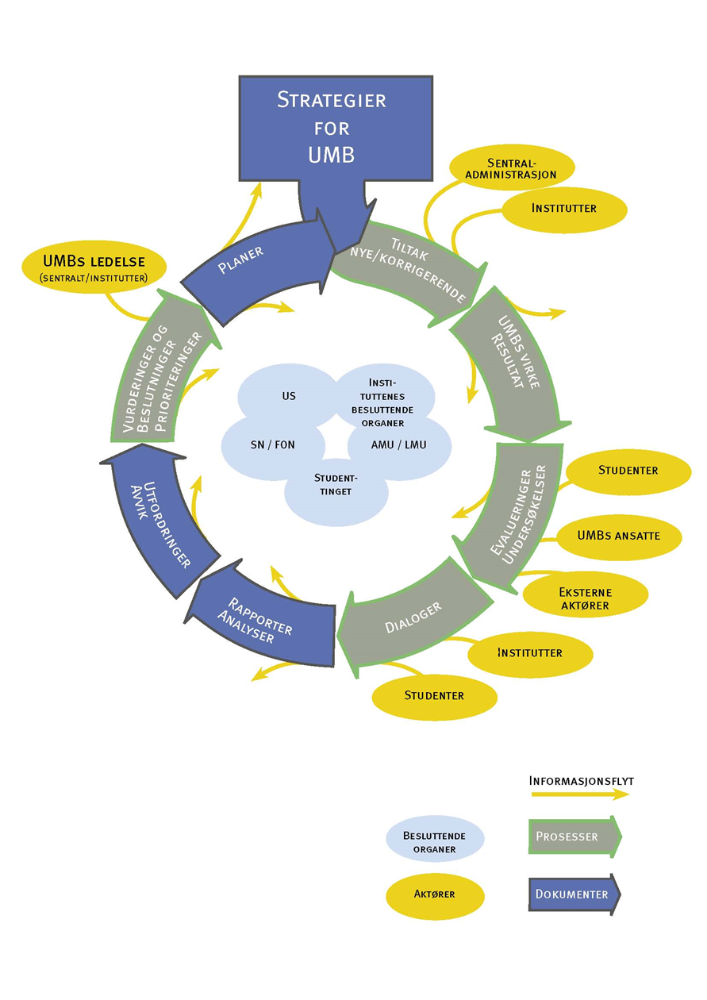 Strategier
for
UMB
Sentral-
administrasjon
Institutter
Tiltak
nye/korrigerende
UMBs virke
Resultat
Studenter
Evalueringer
Undersøkelser
UMBs ansatte
Eksterne
aktører
Institutter
Dialoger
Studenter
Rapporter
Analyser
Utfordringer
Avvik
Vurderinger og
Beslutninger
Prioriteringer
UMBs ledelse
(sentralt/institutter)
Planer
US
Insti-
tuttenes
besluttende
organer
SN / FON
AMU / LMU
Student-
tinget
Informasjonsflyt
Besluttende
organer
Prosesser
Aktører
Dokumenter